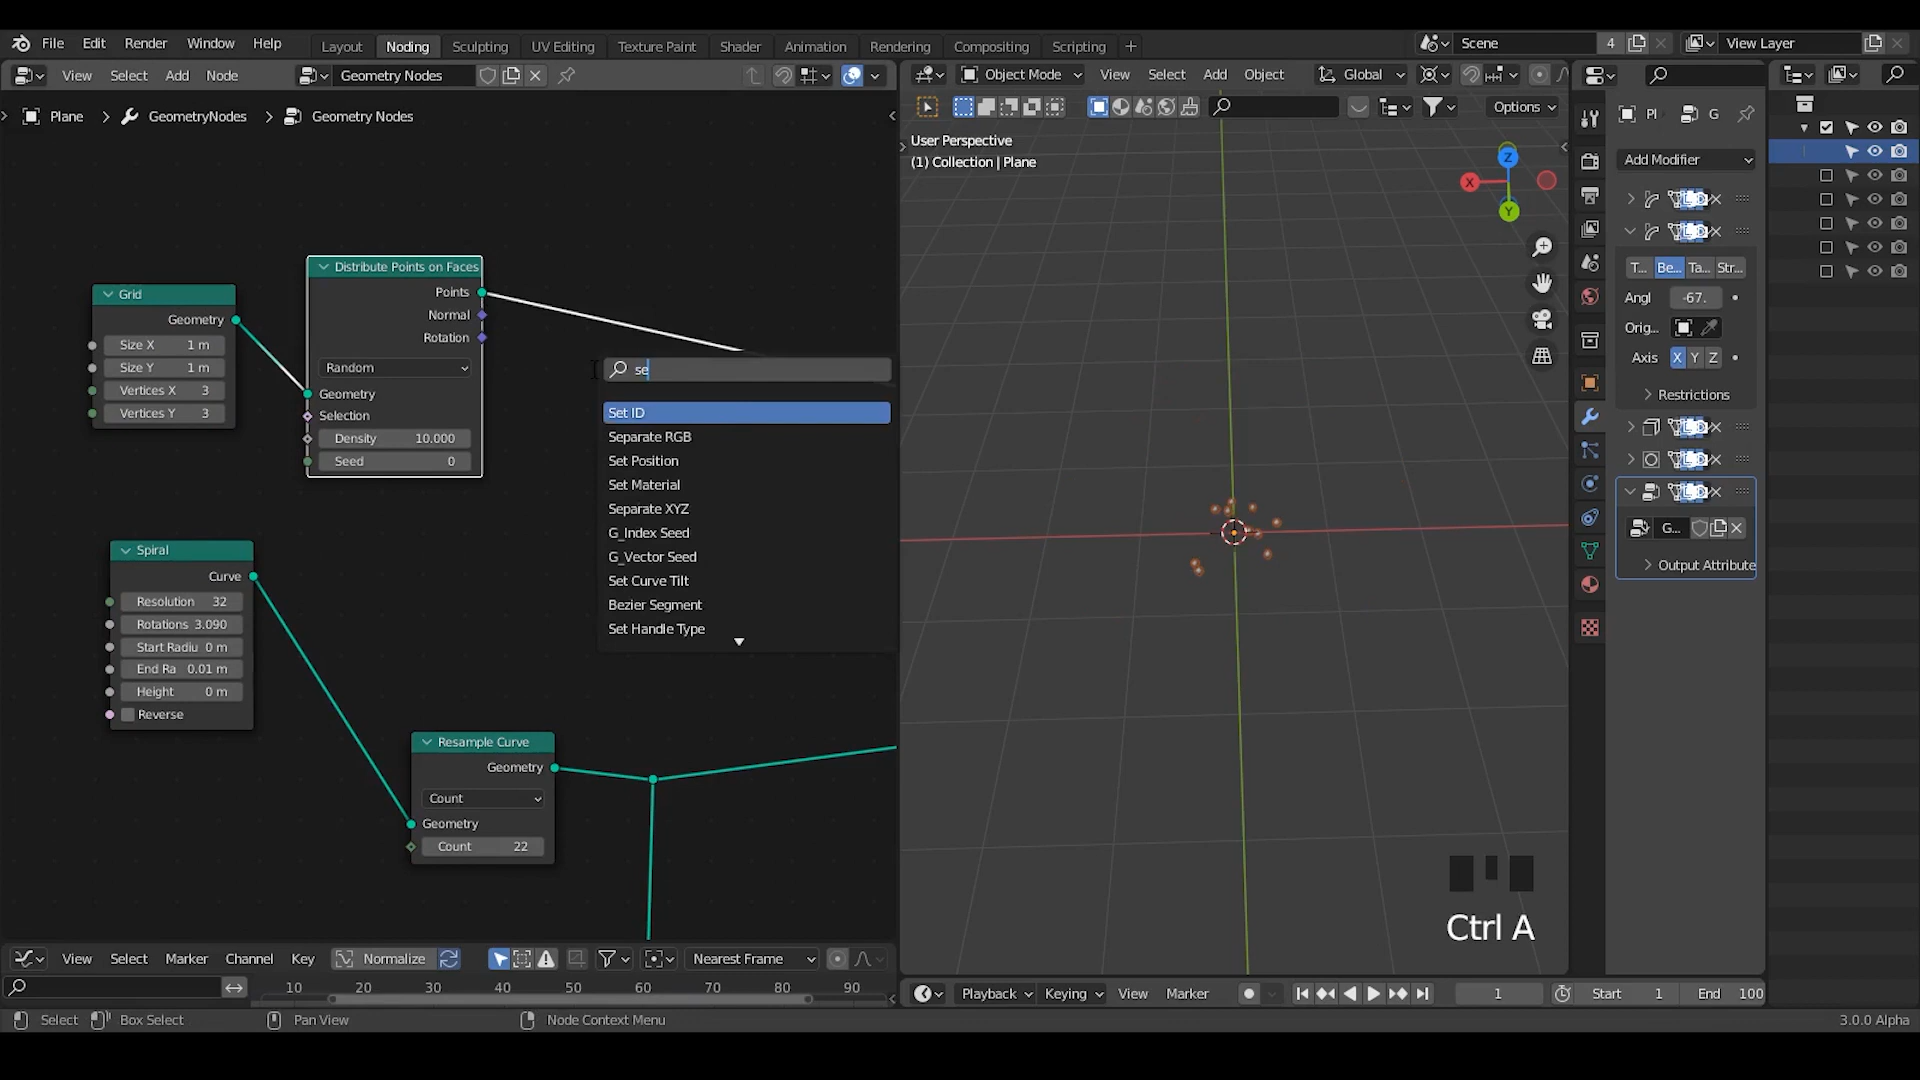 File Edit Render Window Help
Layout Noding Sculpting UV Editing Texture Paint Shader Animation Rendering Compositing Scripting +
Scene 4 View Layer
View Select Add Node Geometry Nodes
Object Mode View Select Add Object Global
Plane > GeometryNodes > Geometry Nodes
Options
User Perspective
(1) Collection | Plane
Z
X
Y
Pl G
Add Modifier
T... Be... Ta... Str...
Angl -67.
Orig...
Axis X Y Z
Restrictions
G...
Output Attribute
Grid
Geometry
Size X 1 m
Size Y 1 m
Vertices X 3
Vertices Y 3
Distribute Points on Faces
Points
Normal
Rotation
Random
Geometry
Selection
Density 10.000
Seed 0
se
Set ID
Separate RGB
Set Position
Set Material
Separate XYZ
G_Index Seed
G_Vector Seed
Set Curve Tilt
Bezier Segment
Set Handle Type
Spiral
Curve
Resolution 32
Rotations 3.090
Start Radiu 0 m
End Ra 0.01 m
Height 0 m
Reverse
Resample Curve
Geometry
Count
Geometry
Count 22
Ctrl A
View Select Marker Channel Key Normalize Nearest Frame
10 20 30 40 50 60 70 80 90
Playback Keying View Marker 1 Start 1 End 100
Select Box Select Pan View Node Context Menu 3.0.0 Alpha